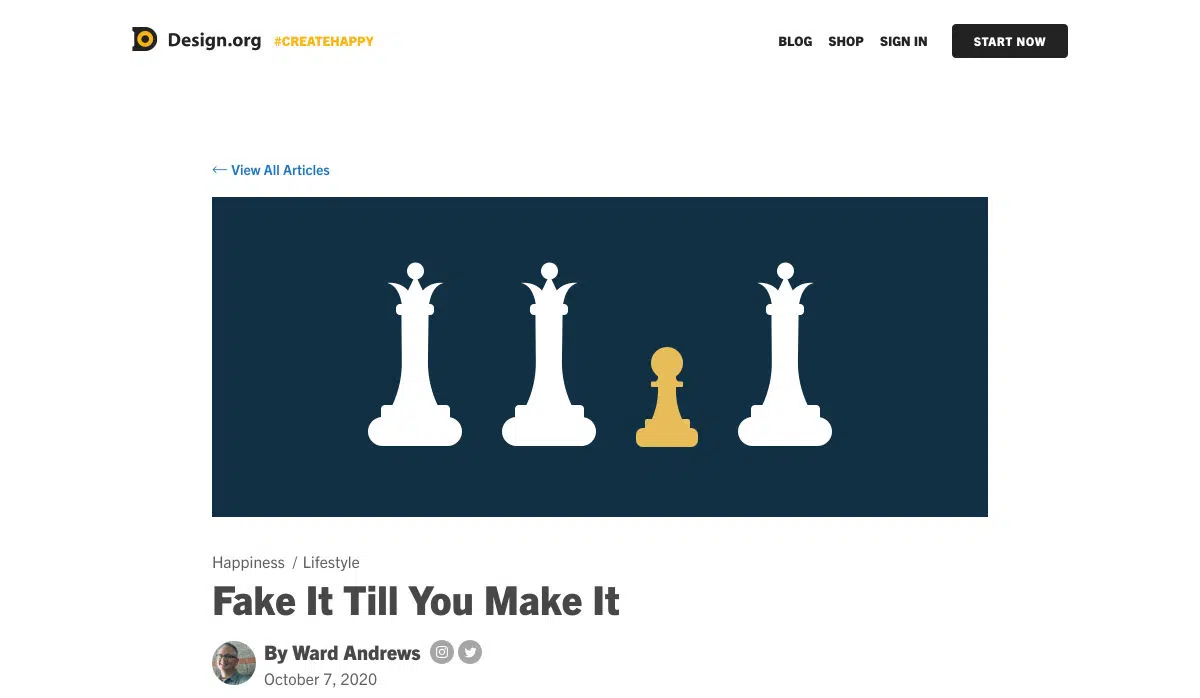 Design.org #CREATEHAPPY BLOG SHOP SIGN IN START NOW
← View All Articles
Happiness / Lifestyle
Fake It Till You Make It
By Ward Andrews
October 7, 2020